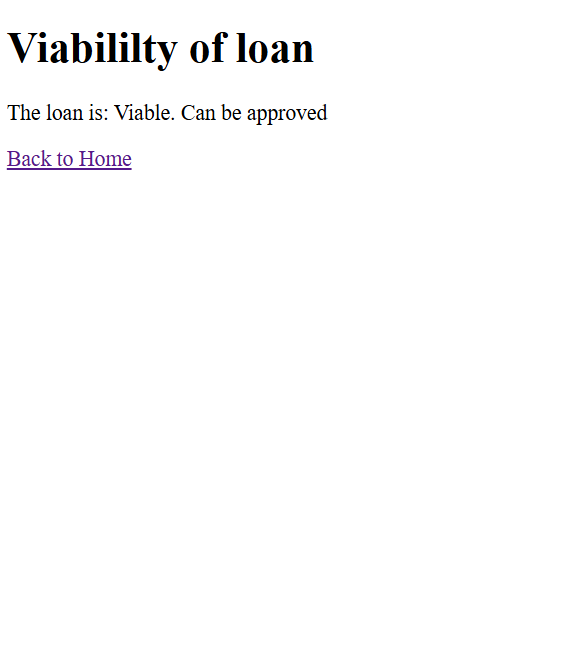 Viabililty of loan
The loan is: Viable. Can be approved
Back to Home